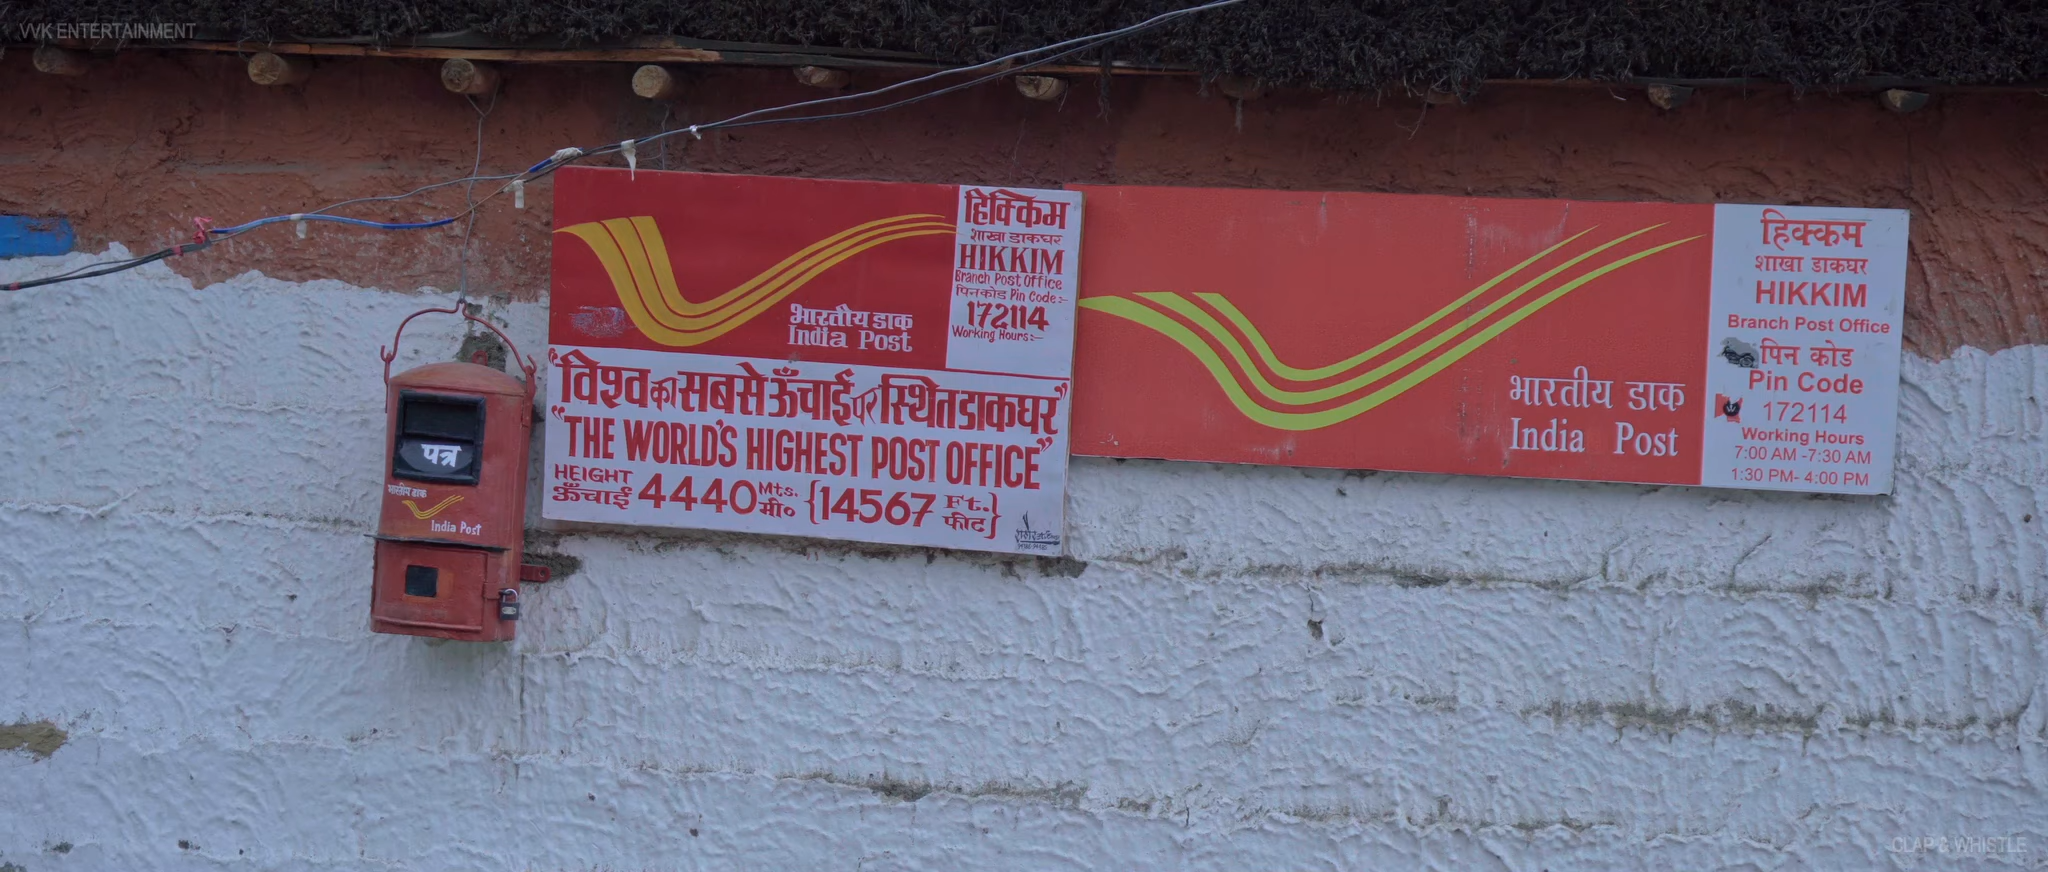 VVK ENTERTAINMENT
पत्र
भारतीय डाक
India Post
भारतीय डाक
India Post
हिक्किम
शाखा डाकघर
HIKKIM
Branch Post Office
पिनकोड Pin Code:-
172114
Working Hours:-
"विश्व का सबसे ऊँचाई पर स्थित डाकघर"
"THE WORLD'S HIGHEST POST OFFICE"
HEIGHT
ऊँचाई 4440 Mts. मी० {14567 Ft. फीट}
भारतीय डाक
India Post
हिक्कम
शाखा डाकघर
HIKKIM
Branch Post Office
पिन कोड
Pin Code
172114
Working Hours
7:00 AM -7:30 AM
1:30 PM- 4:00 PM
CLAP & WHISTLE